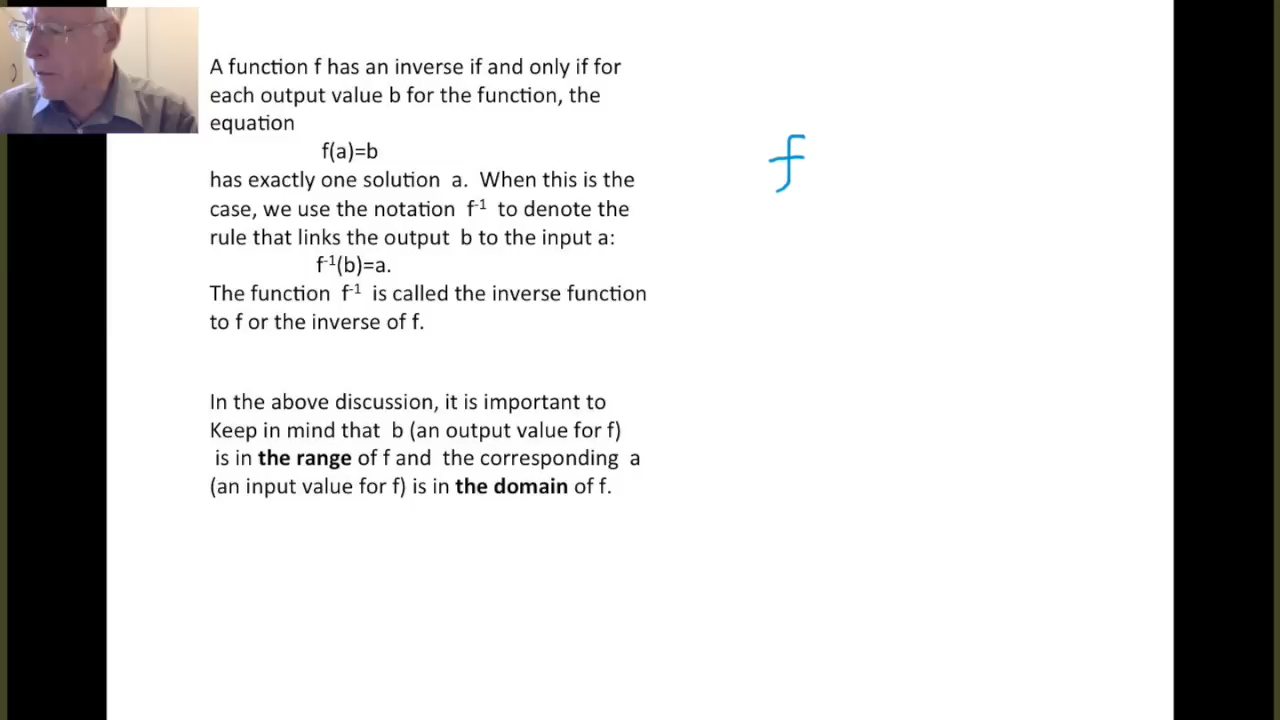 A function f has an inverse if and only if for
each output value b for the function, the
equation
f(a)=b
has exactly one solution a. When this is the
case, we use the notation f⁻¹ to denote the
rule that links the output b to the input a:
f⁻¹(b)=a.
The function f⁻¹ is called the inverse function
to f or the inverse of f.
In the above discussion, it is important to
Keep in mind that b (an output value for f)
is in the range of f and the corresponding a
(an input value for f) is in the domain of f.
f